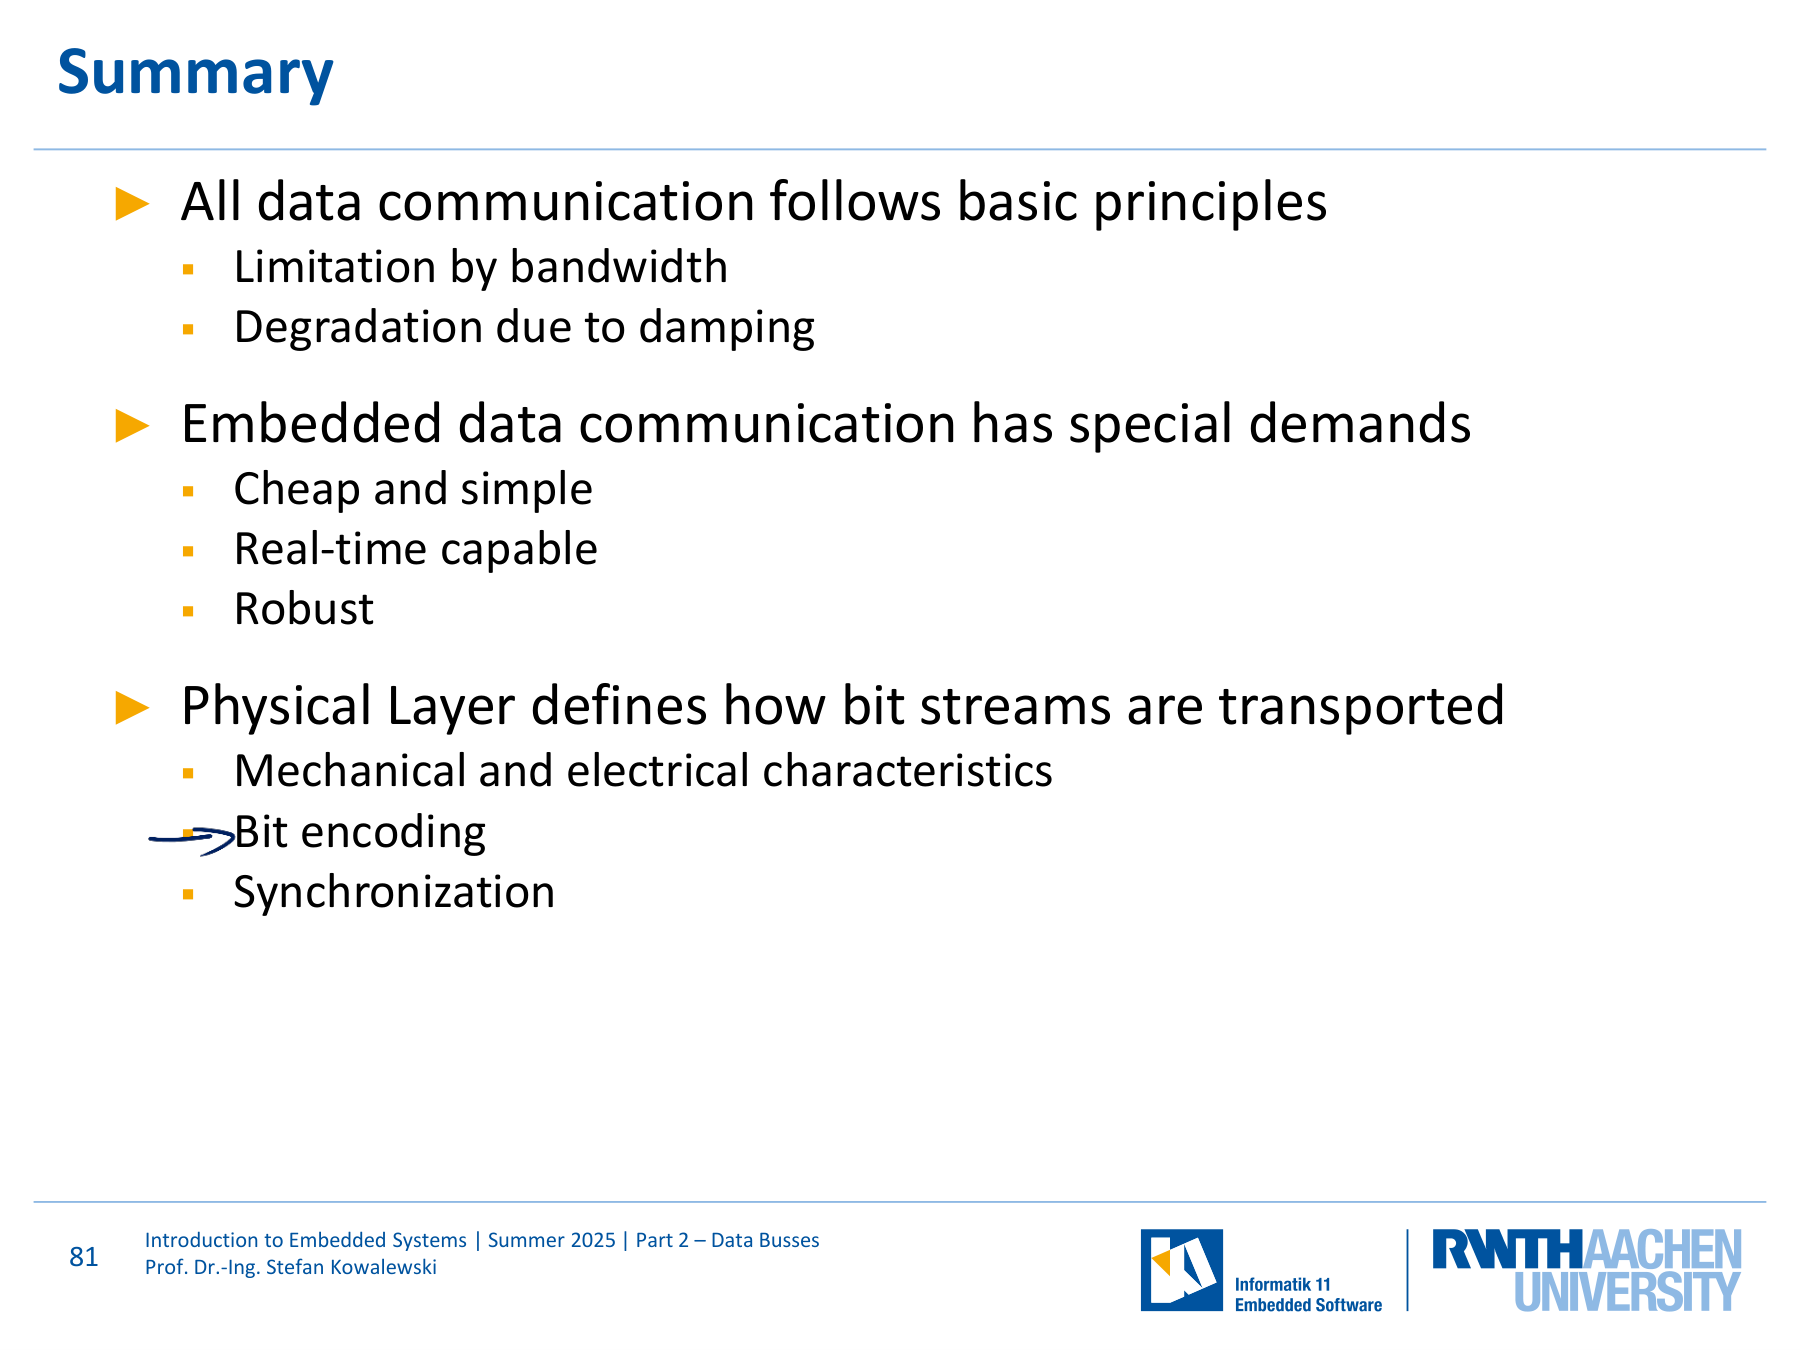 Summary
► All data communication follows basic principles
▪ Limitation by bandwidth
▪ Degradation due to damping
► Embedded data communication has special demands
▪ Cheap and simple
▪ Real-time capable
▪ Robust
► Physical Layer defines how bit streams are transported
▪ Mechanical and electrical characteristics
▪ Bit encoding
▪ Synchronization
81
Introduction to Embedded Systems | Summer 2025 | Part 2 – Data Busses
Prof. Dr.-Ing. Stefan Kowalewski
Informatik 11
Embedded Software
RWTHAACHEN
UNIVERSITY